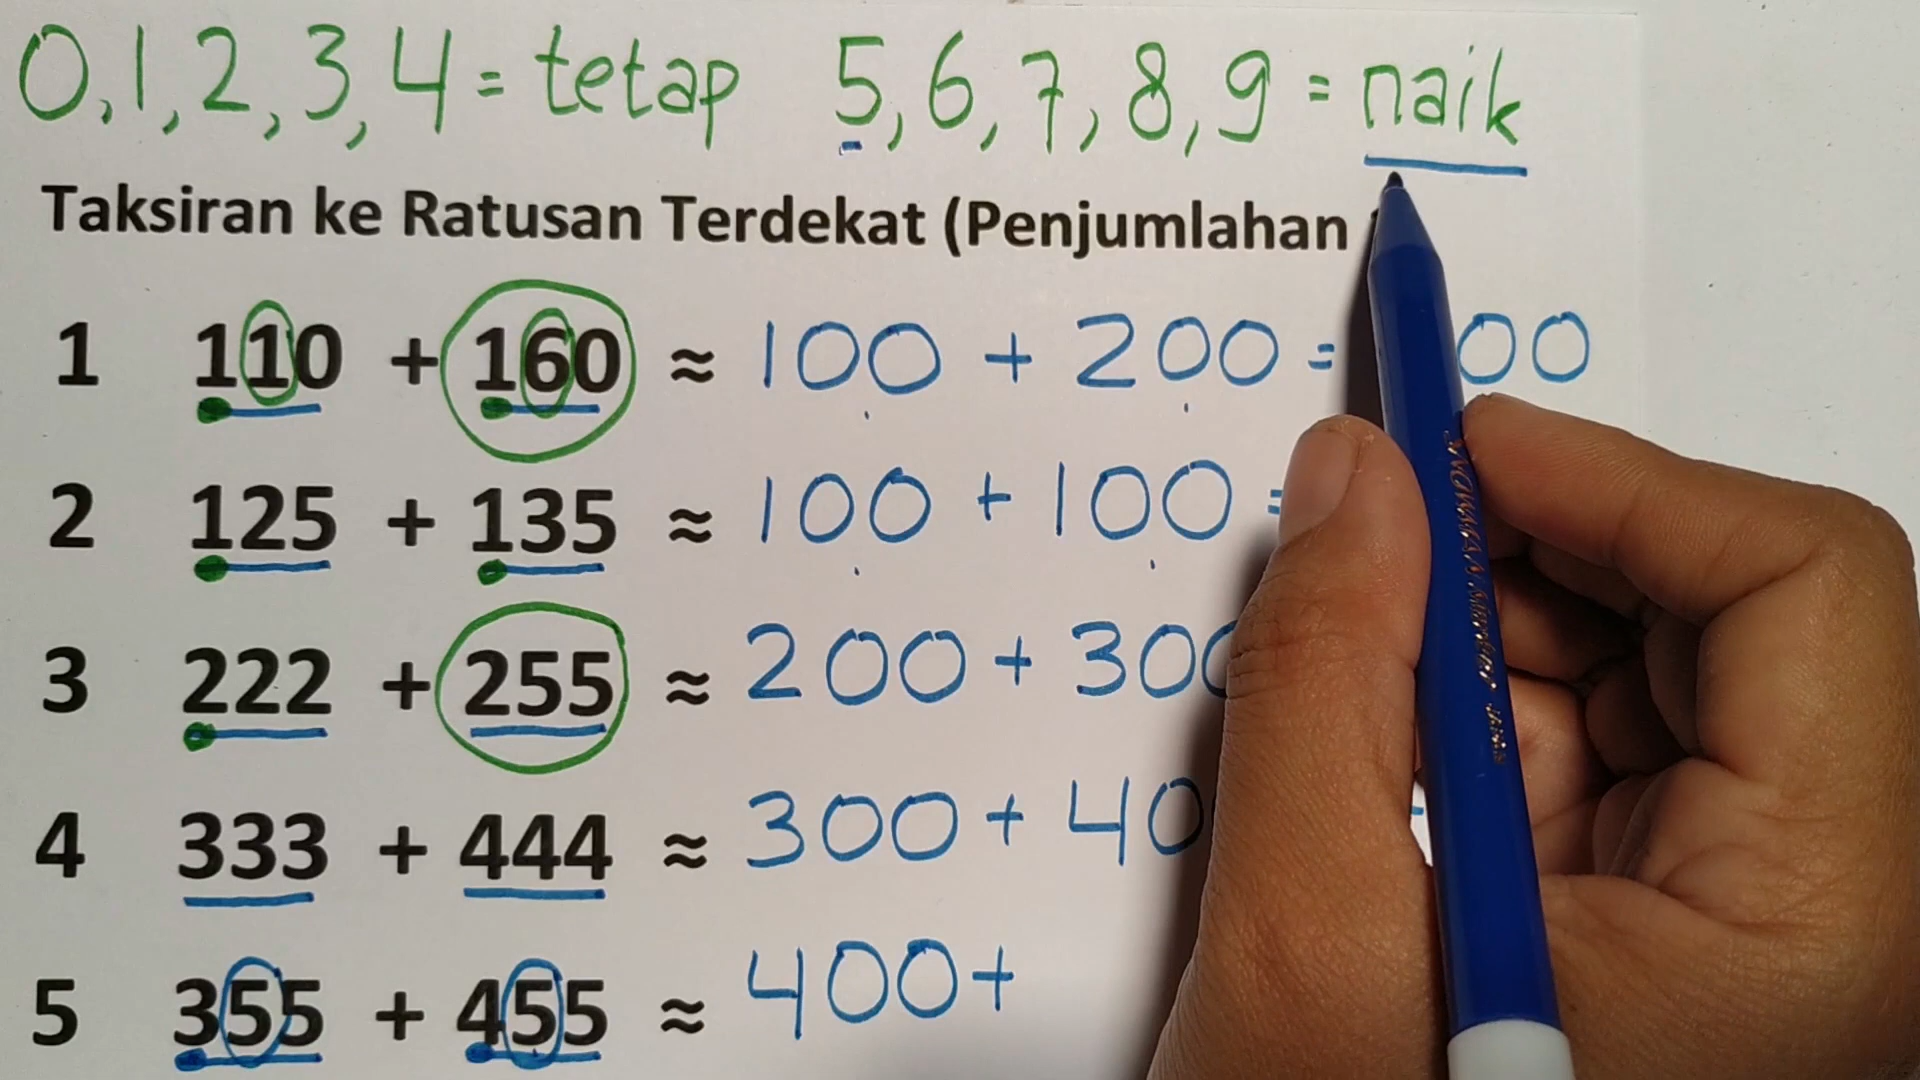 0, 1, 2, 3, 4 = tetap 5, 6, 7, 8, 9 = naik
Taksiran ke Ratusan Terdekat (Penjumlahan
1 110 + 160 ≈ 100 + 200 = 00
2 125 + 135 ≈ 100 + 100 =
3 222 + 255 ≈ 200 + 300
4 333 + 444 ≈ 300 + 40
5 355 + 455 ≈ 400 +